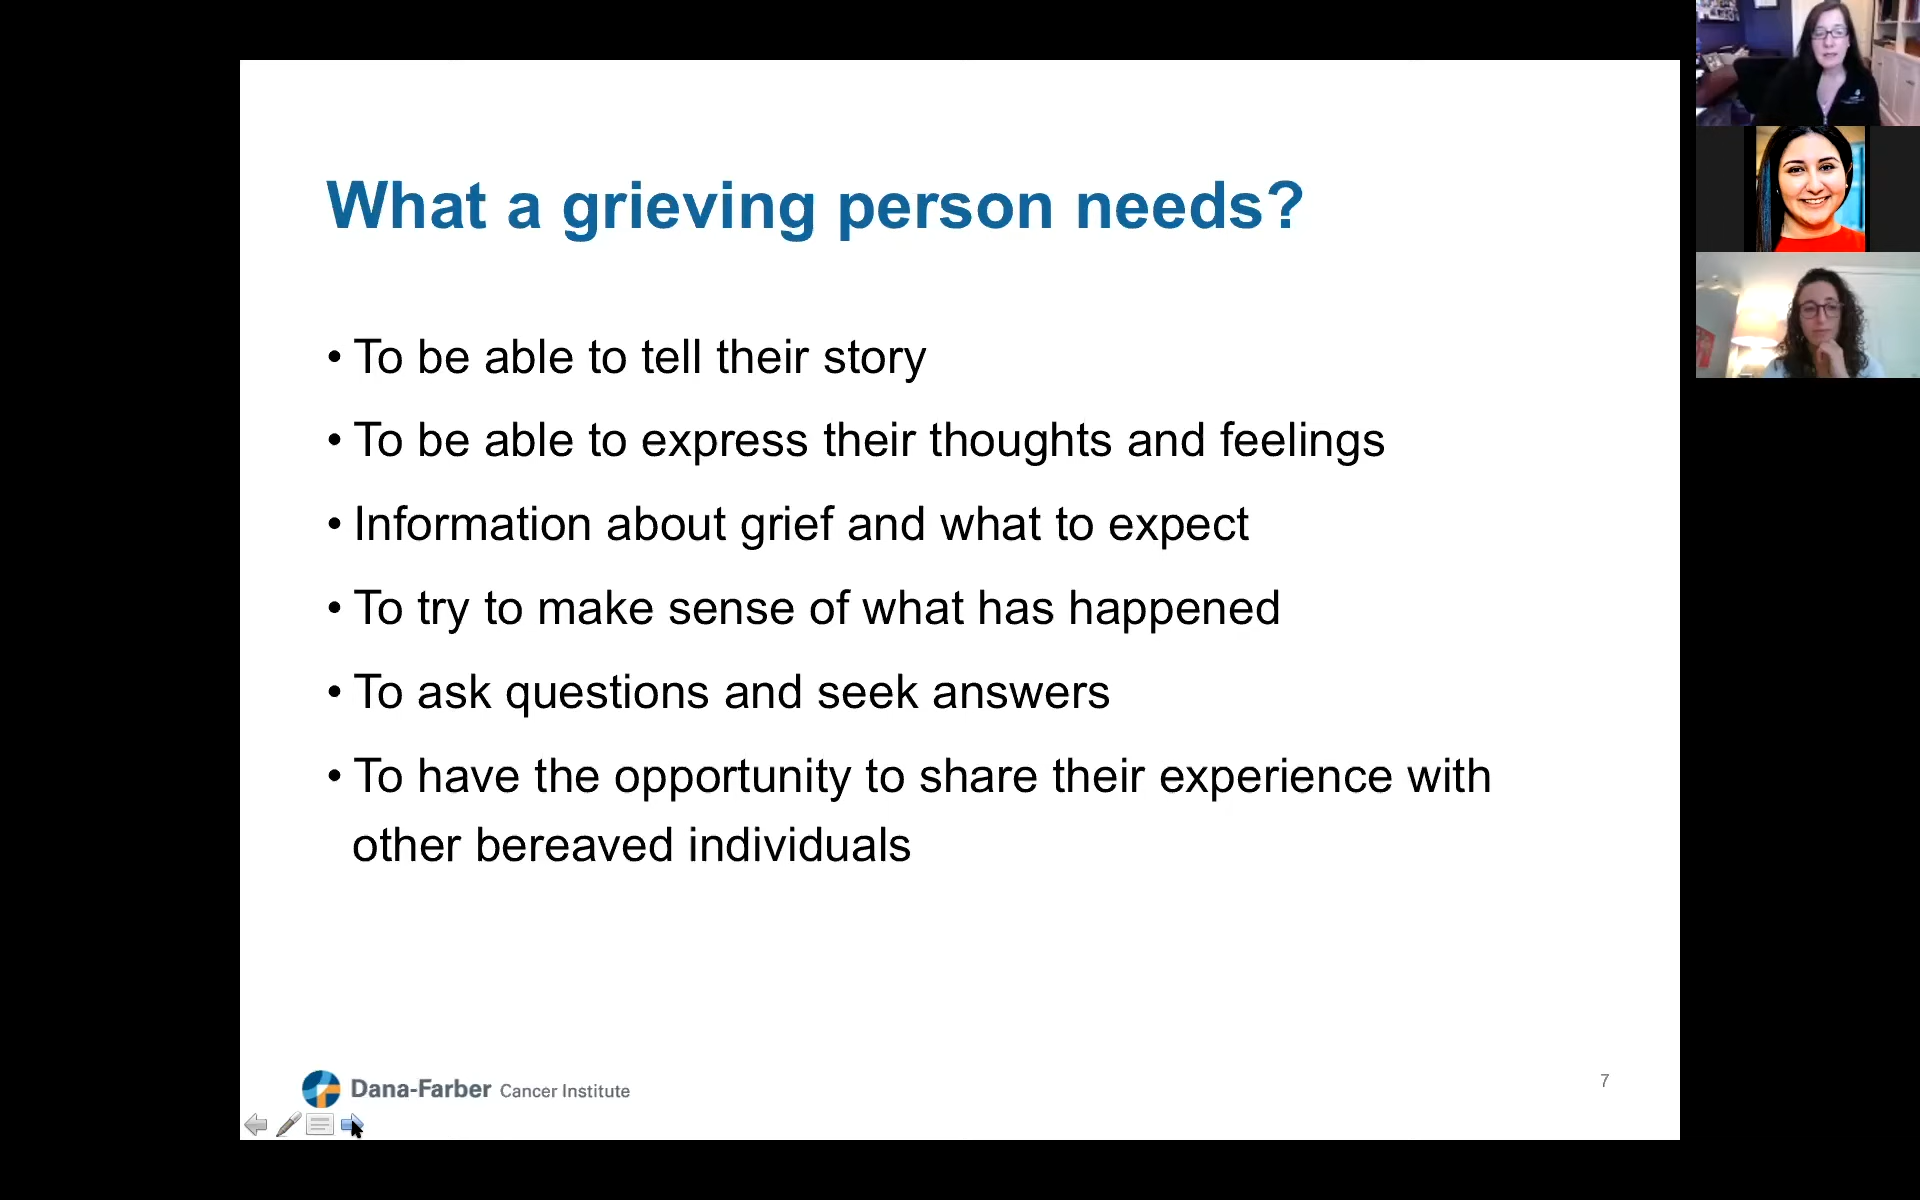 What a grieving person needs?
• To be able to tell their story
• To be able to express their thoughts and feelings
• Information about grief and what to expect
• To try to make sense of what has happened
• To ask questions and seek answers
• To have the opportunity to share their experience with
other bereaved individuals
Dana-Farber Cancer Institute
7